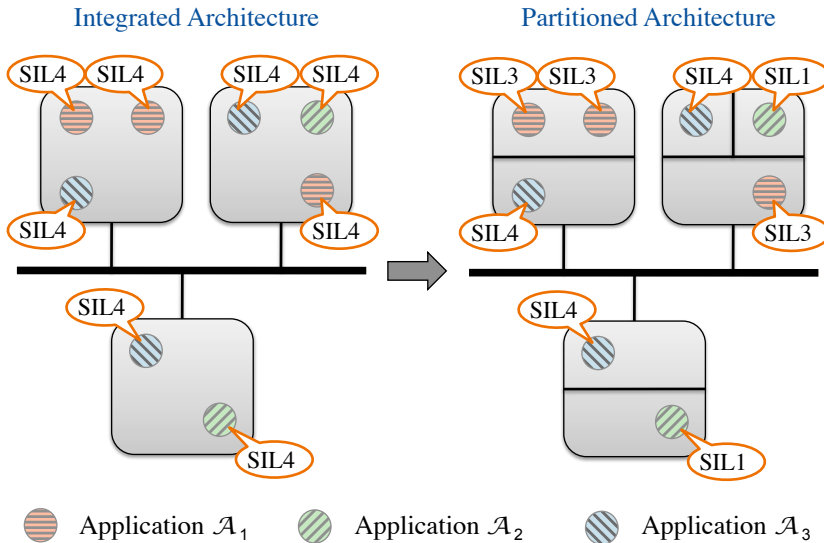 Integrated Architecture
Partitioned Architecture
SIL4 SIL4 SIL4 SIL4
SIL3 SIL3 SIL4 SIL1
SIL4 SIL4
SIL4 SIL3
SIL4
SIL4
SIL4
SIL1
Application 𝒜₁ Application 𝒜₂ Application 𝒜₃